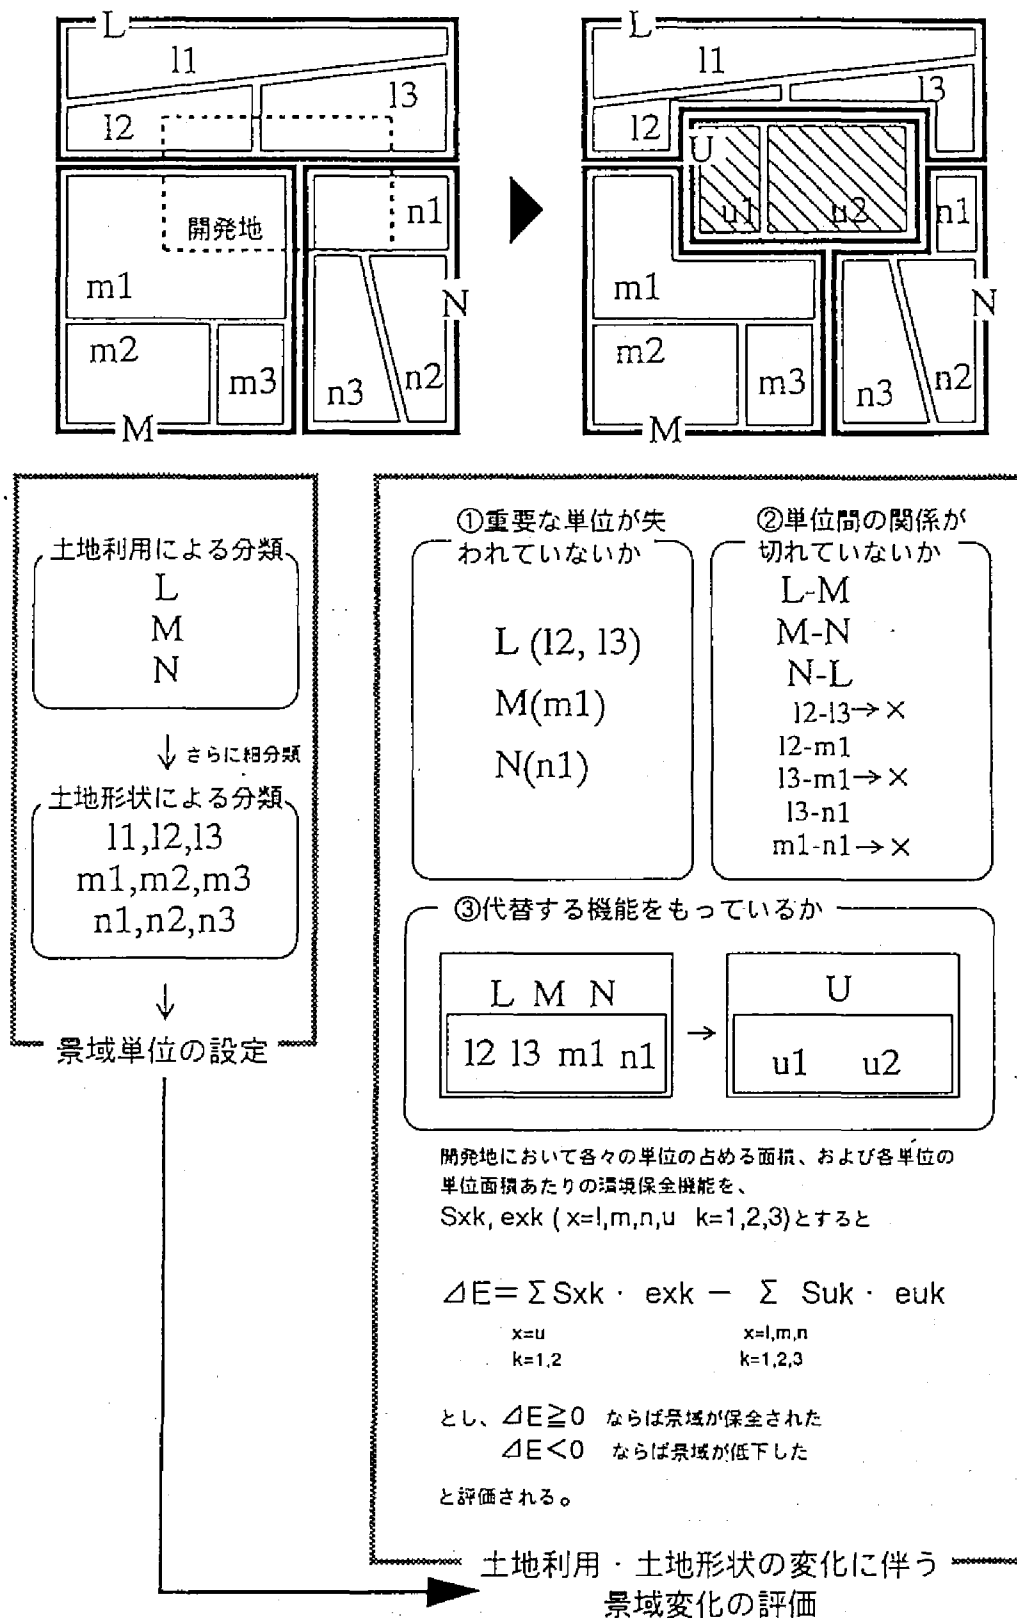 L
l1
l2
l3
開発地
m1
n1
m2
m3
n3
n2
N
M
L
l1
l3
l2
U
u1
u2
n1
m1
N
m2
m3
n3
n2
M
土地利用による分類
L
M
N
↓さらに細分類
土地形状による分類
l1,l2,l3
m1,m2,m3
n1,n2,n3
↓
景域単位の設定
①重要な単位が失
われていないか
L (l2, l3)
M(m1)
N(n1)
②単位間の関係が
切れていないか
L-M
M-N
N-L
l2-l3→×
l2-m1
l3-m1→×
l3-n1
m1-n1→×
③代替する機能をもっているか
L M N
l2 l3 m1 n1
→
U
u1 u2
開発地において各々の単位の占める面積、および各単位の
単位面積あたりの環境保全機能を、
Sxk, exk ( x=l,m,n,u k=1,2,3)とすると
⊿E=ΣSxk・exk − Σ Suk・euk
x=u x=l,m,n
k=1,2 k=1,2,3
とし、⊿E≧0 ならば景域が保全された
⊿E<0 ならば景域が低下した
と評価される。
土地利用・土地形状の変化に伴う
景域変化の評価